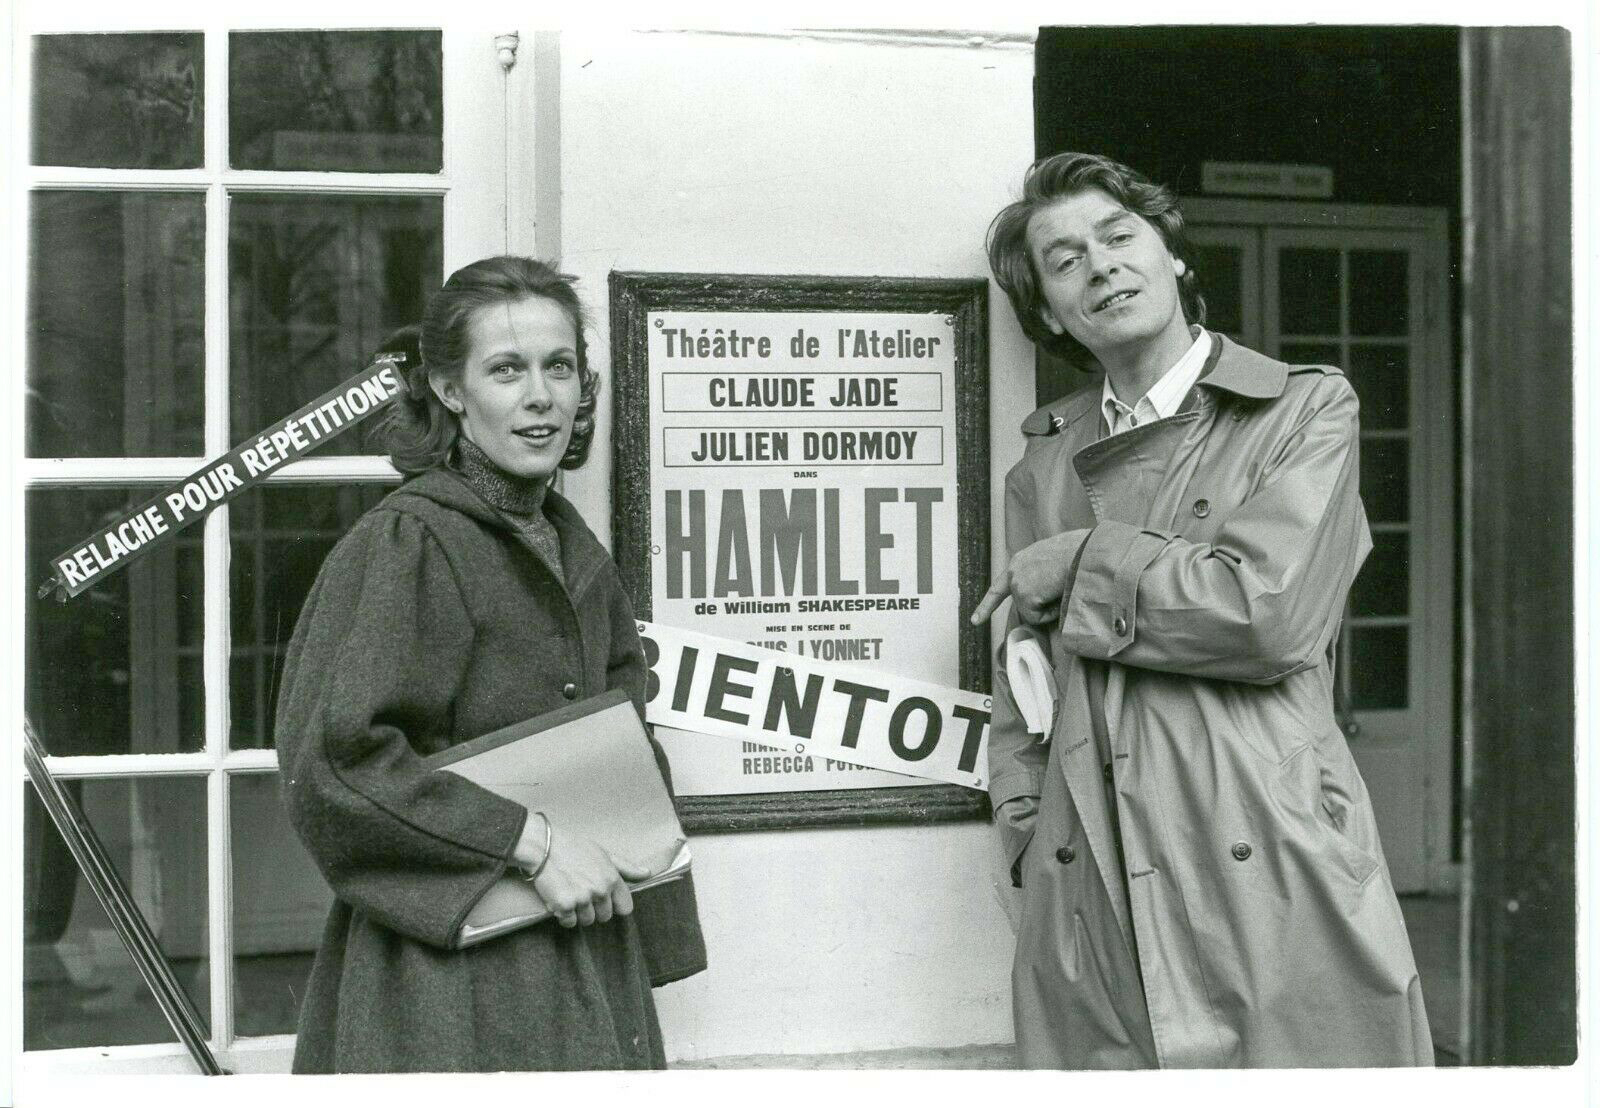 RELACHE POUR RÉPÉTITIONS
Théâtre de l'Atelier
CLAUDE JADE
JULIEN DORMOY
DANS
HAMLET
de William SHAKESPEARE
MISE EN SCENE DE
LYONNET
BIENTOT
REBECCA